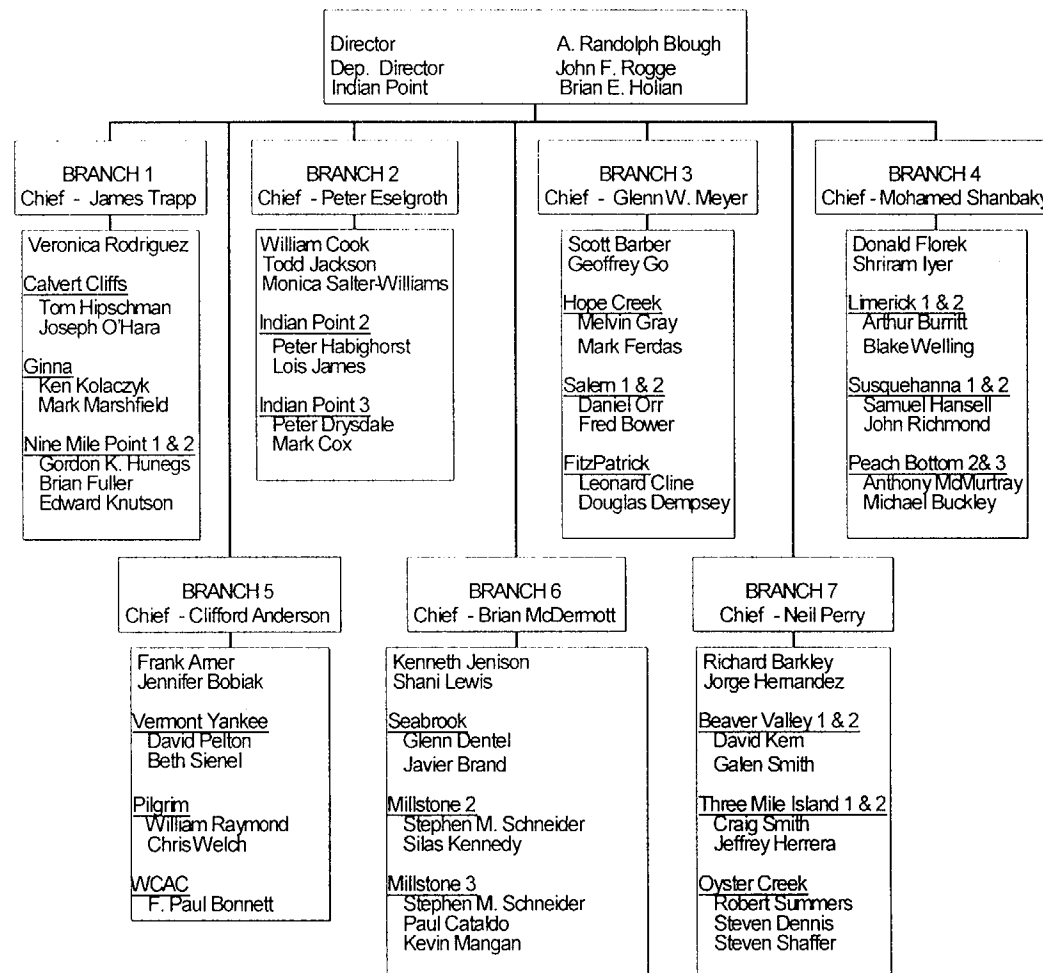 Director A. Randolph Blough
Dep. Director John F. Rogge
Indian Point Brian E. Holian
BRANCH 1
Chief - James Trapp
Veronica Rodriguez
Calvert Cliffs
Tom Hipschman
Joseph O'Hara
Ginna
Ken Kolaczyk
Mark Marshfield
Nine Mile Point 1 & 2
Gordon K. Hunegs
Brian Fuller
Edward Knutson
BRANCH 2
Chief - Peter Eselgroth
William Cook
Todd Jackson
Monica Salter-Williams
Indian Point 2
Peter Habighorst
Lois James
Indian Point 3
Peter Drysdale
Mark Cox
BRANCH 3
Chief - Glenn W. Meyer
Scott Barber
Geoffrey Go
Hope Creek
Melvin Gray
Mark Ferdas
Salem 1 & 2
Daniel Orr
Fred Bower
FitzPatrick
Leonard Cline
Douglas Dempsey
BRANCH 4
Chief - Mohamed Shanbaky
Donald Florek
Shriram Iyer
Limerick 1 & 2
Arthur Burritt
Blake Welling
Susquehanna 1 & 2
Samuel Hansell
John Richmond
Peach Bottom 2& 3
Anthony McMurtray
Michael Buckley
BRANCH 5
Chief - Clifford Anderson
Frank Arner
Jennifer Bobiak
Vermont Yankee
David Pelton
Beth Sienel
Pilgrim
William Raymond
Chris Welch
WCAC
F. Paul Bonnett
BRANCH 6
Chief - Brian McDermott
Kenneth Jenison
Shani Lewis
Seabrook
Glenn Dentel
Javier Brand
Millstone 2
Stephen M. Schneider
Silas Kennedy
Millstone 3
Stephen M. Schneider
Paul Cataldo
Kevin Mangan
BRANCH 7
Chief - Neil Perry
Richard Barkley
Jorge Hernandez
Beaver Valley 1 & 2
David Kern
Galen Smith
Three Mile Island 1 & 2
Craig Smith
Jeffrey Herrera
Oyster Creek
Robert Summers
Steven Dennis
Steven Shaffer